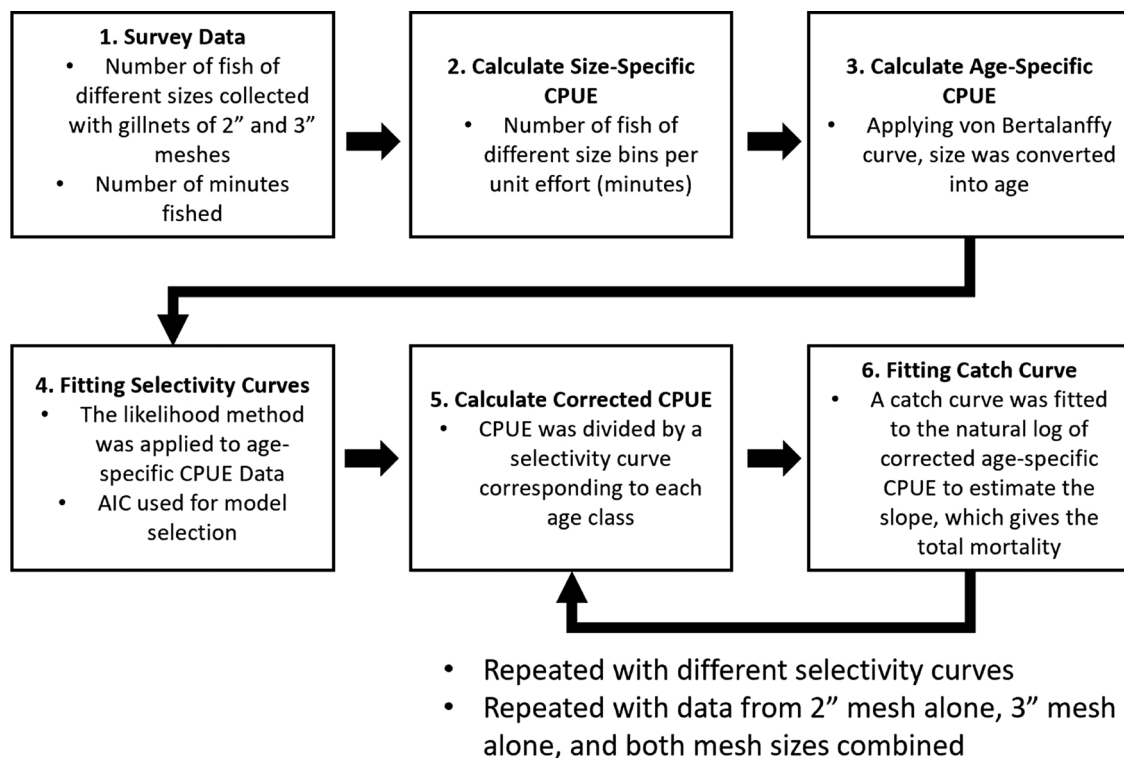 1. Survey Data
• Number of fish of
different sizes collected
with gillnets of 2” and 3”
meshes
• Number of minutes
fished
2. Calculate Size-Specific
CPUE
• Number of fish of
different size bins per
unit effort (minutes)
3. Calculate Age-Specific
CPUE
• Applying von Bertalanffy
curve, size was converted
into age
4. Fitting Selectivity Curves
• The likelihood method
was applied to age-
specific CPUE Data
• AIC used for model
selection
5. Calculate Corrected CPUE
• CPUE was divided by a
selectivity curve
corresponding to each
age class
6. Fitting Catch Curve
• A catch curve was fitted
to the natural log of
corrected age-specific
CPUE to estimate the
slope, which gives the
total mortality
• Repeated with different selectivity curves
• Repeated with data from 2” mesh alone, 3” mesh
alone, and both mesh sizes combined